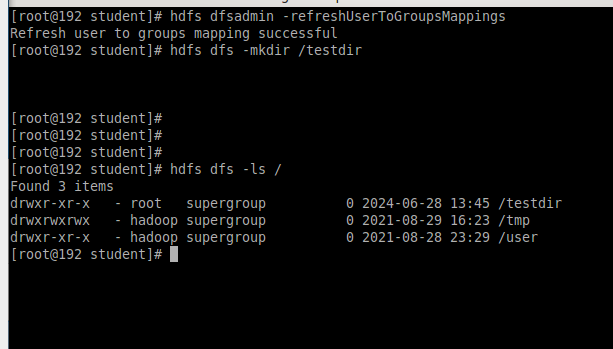 [root@192 student]# hdfs dfsadmin -refreshUserToGroupsMappings
Refresh user to groups mapping successful
[root@192 student]# hdfs dfs -mkdir /testdir
[root@192 student]#
[root@192 student]#
[root@192 student]#
[root@192 student]# hdfs dfs -ls /
Found 3 items
drwxr-xr-x   - root   supergroup          0 2024-06-28 13:45 /testdir
drwxrwxrwx   - hadoop supergroup          0 2021-08-29 16:23 /tmp
drwxr-xr-x   - hadoop supergroup          0 2021-08-28 23:29 /user
[root@192 student]#